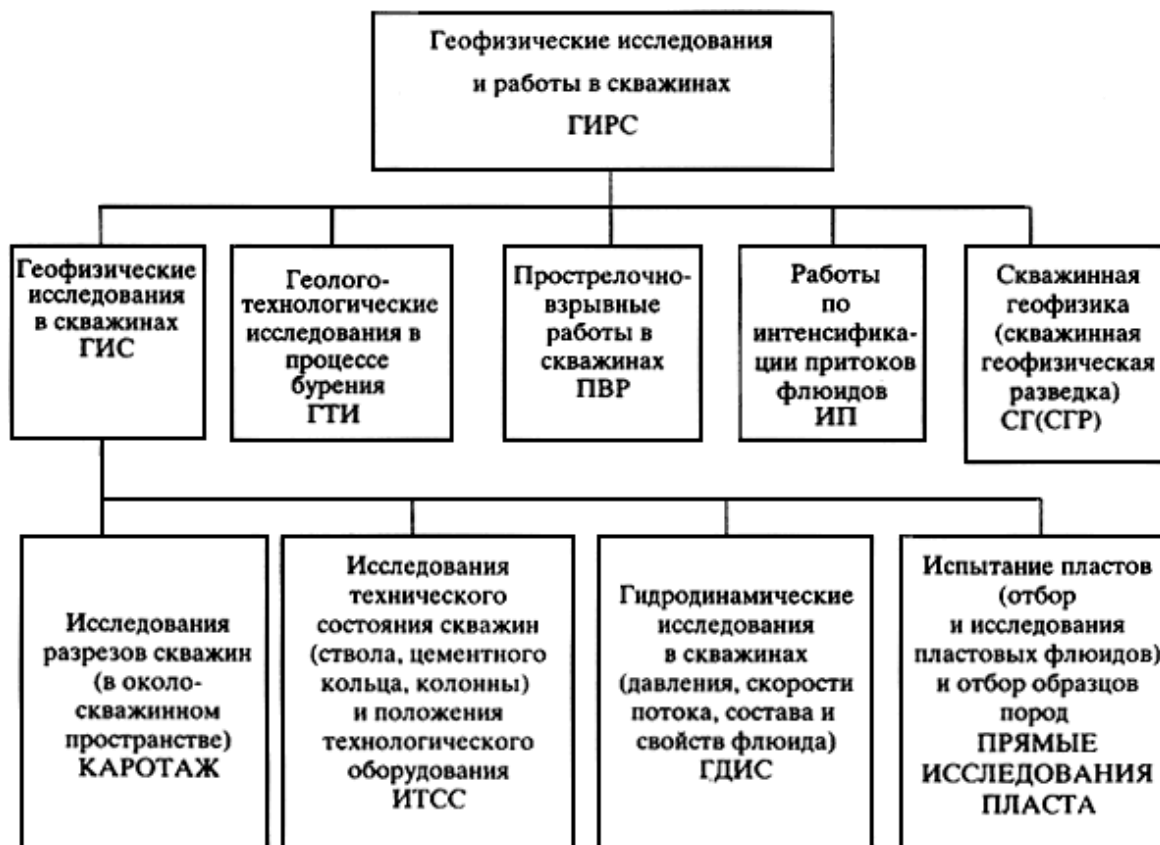 Геофизические исследования
и работы в скважинах
ГИРС
Геофизические
исследования
в скважинах
ГИС
Геолого-
технологические
исследования в
процессе
бурения
ГТИ
Прострелочно-
взрывные
работы в
скважинах
ПВР
Работы
по
интенсифика-
ции притоков
флюидов
ИП
Скважинная
геофизика
(скважинная
геофизическая
разведка)
СГ(СГР)
Исследования
разрезов скважин
(в около-
скважинном
пространстве)
КАРОТАЖ
Исследования
технического
состояния скважин
(ствола, цементного
кольца, колонны)
и положения
технологического
оборудования
ИТСС
Гидродинамические
исследования
в скважинах
(давления, скорости
потока, состава и
свойств флюида)
ГДИС
Испытание пластов
(отбор
и исследования
пластовых флюидов)
и отбор образцов
пород
ПРЯМЫЕ
ИССЛЕДОВАНИЯ
ПЛАСТА